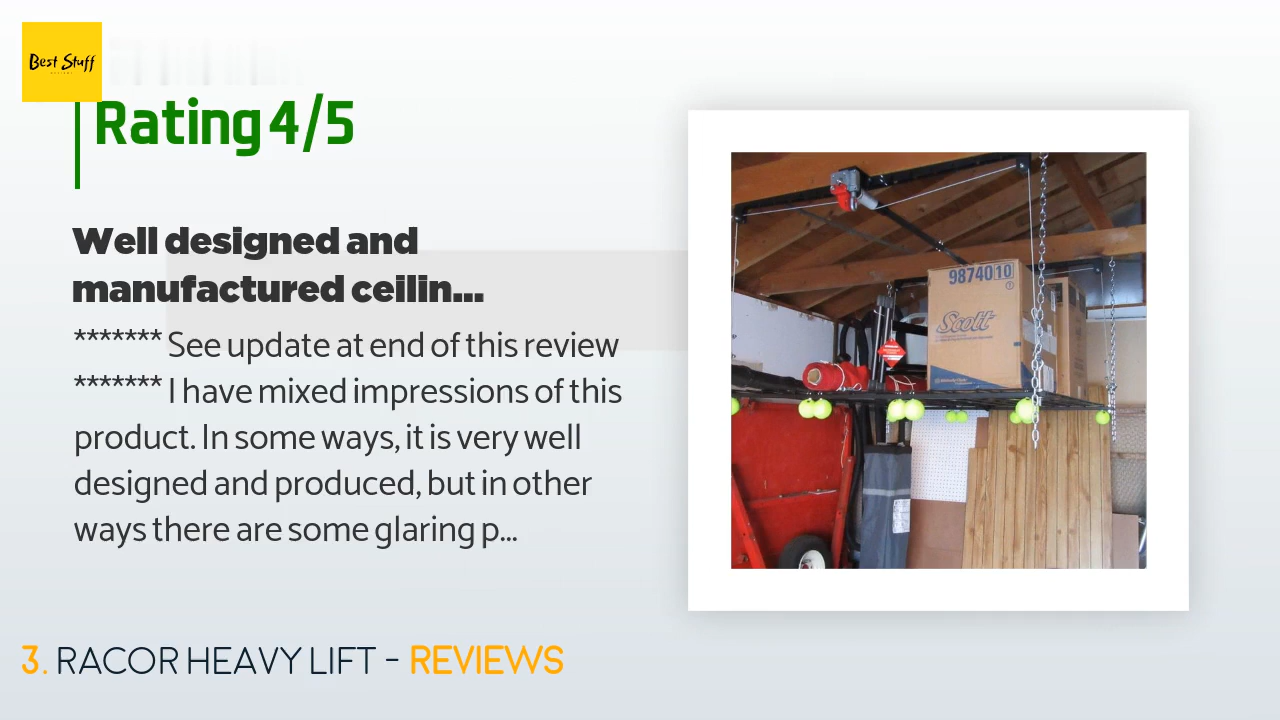 Best Stuff
Rating 4/5
Well designed and
manufactured ceilin...
******* See update at end of this review
******* I have mixed impressions of this
product. In some ways, it is very well
designed and produced, but in other
ways there are some glaring p...
98740 10
Scott
3. RACOR HEAVY LIFT - REVIEWS